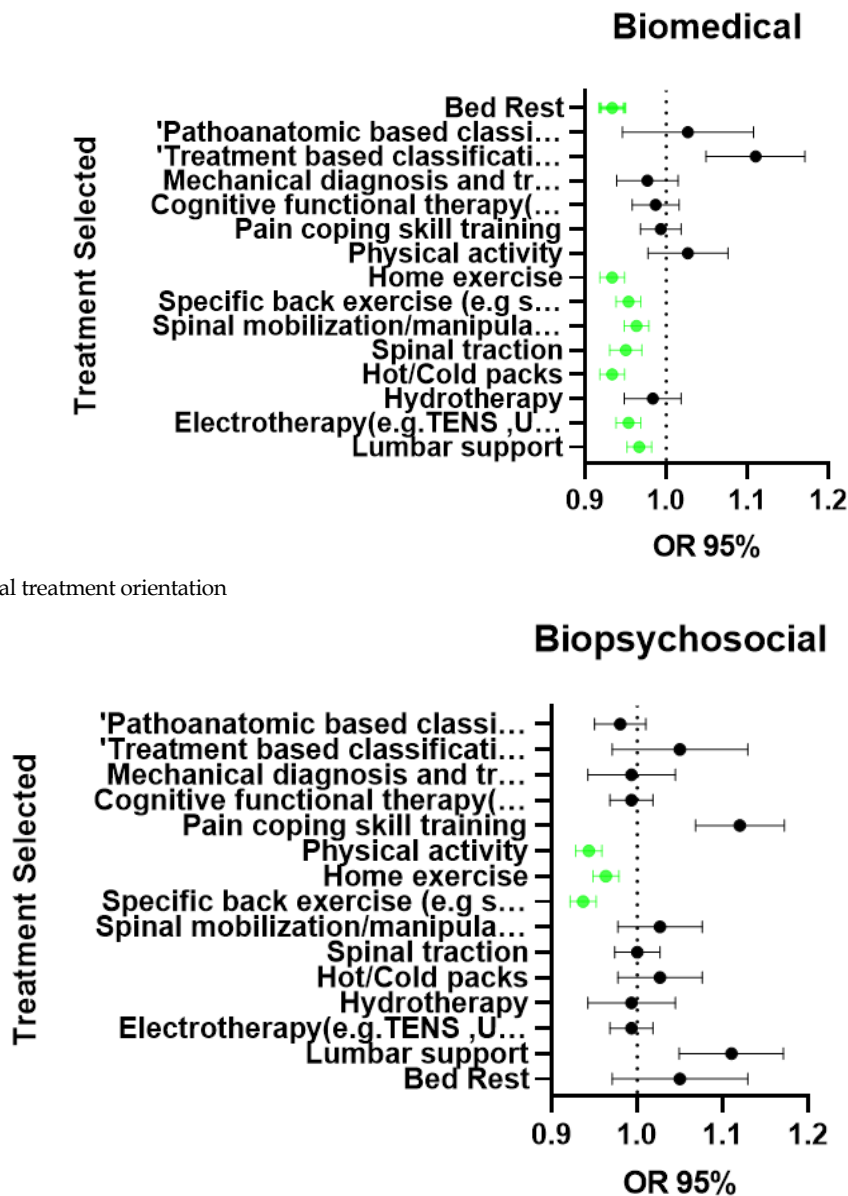 Biomedical
Treatment Selected
Bed Rest
'Pathoanatomic based classi...
'Treatment based classificati...
Mechanical diagnosis and tr...
Cognitive functional therapy(...
Pain coping skill training
Physical activity
Home exercise
Specific back exercise (e.g s...
Spinal mobilization/manipula...
Spinal traction
Hot/Cold packs
Hydrotherapy
Electrotherapy(e.g.TENS ,U...
Lumbar support
0.9 1.0 1.1 1.2
OR 95%
al treatment orientation
Biopsychosocial
Treatment Selected
'Pathoanatomic based classi...
'Treatment based classificati...
Mechanical diagnosis and tr...
Cognitive functional therapy(...
Pain coping skill training
Physical activity
Home exercise
Specific back exercise (e.g s...
Spinal mobilization/manipula...
Spinal traction
Hot/Cold packs
Hydrotherapy
Electrotherapy(e.g.TENS ,U...
Lumbar support
Bed Rest
0.9 1.0 1.1 1.2
OR 95%